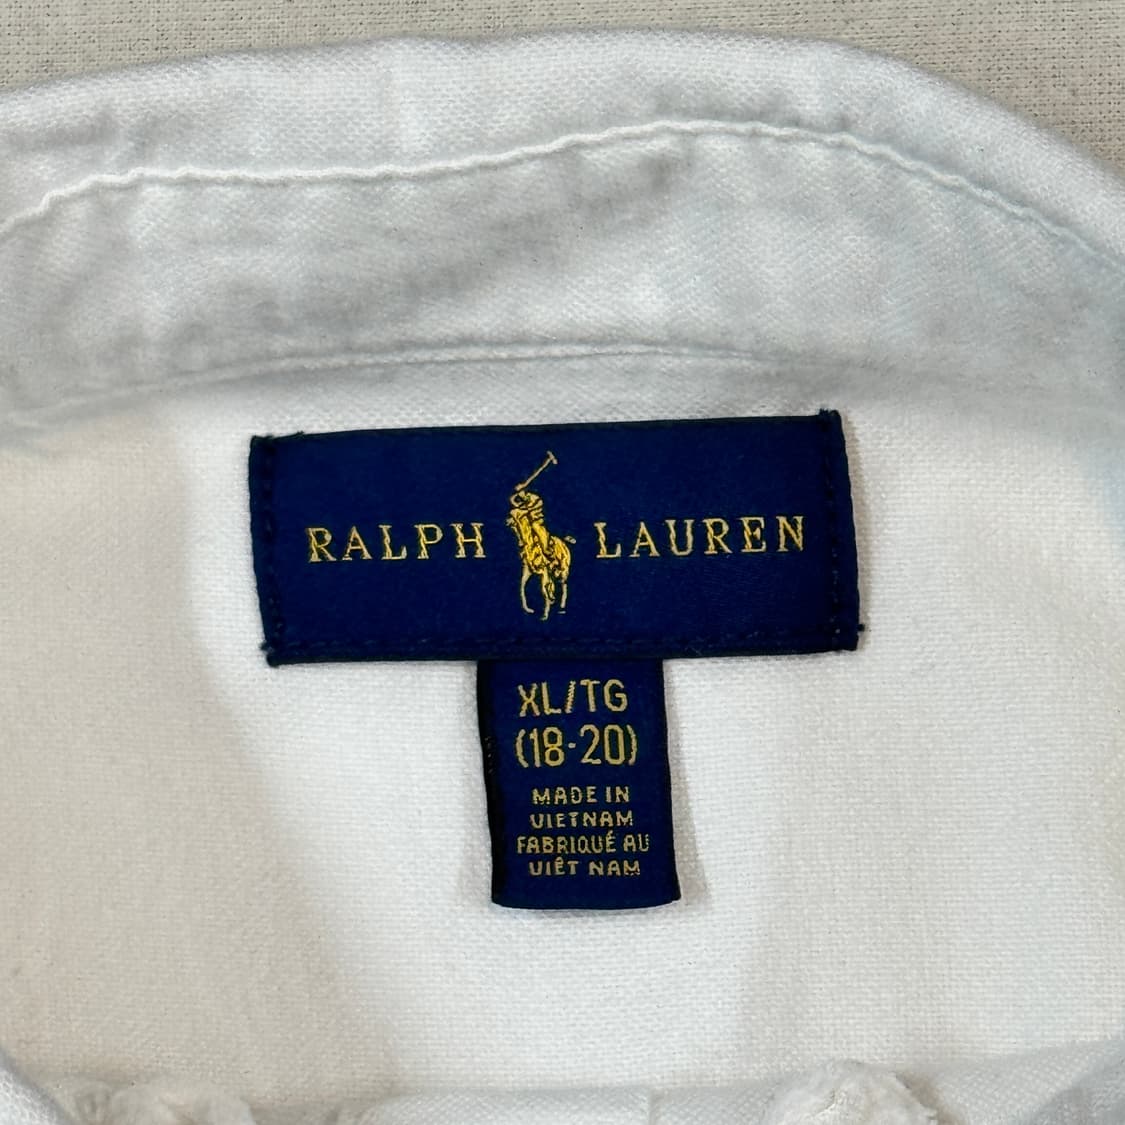 RALPH LAUREN
XL/TG
(18-20)
MADE IN
VIETNAM
FABRIQUÉ AU
VIÊT NAM